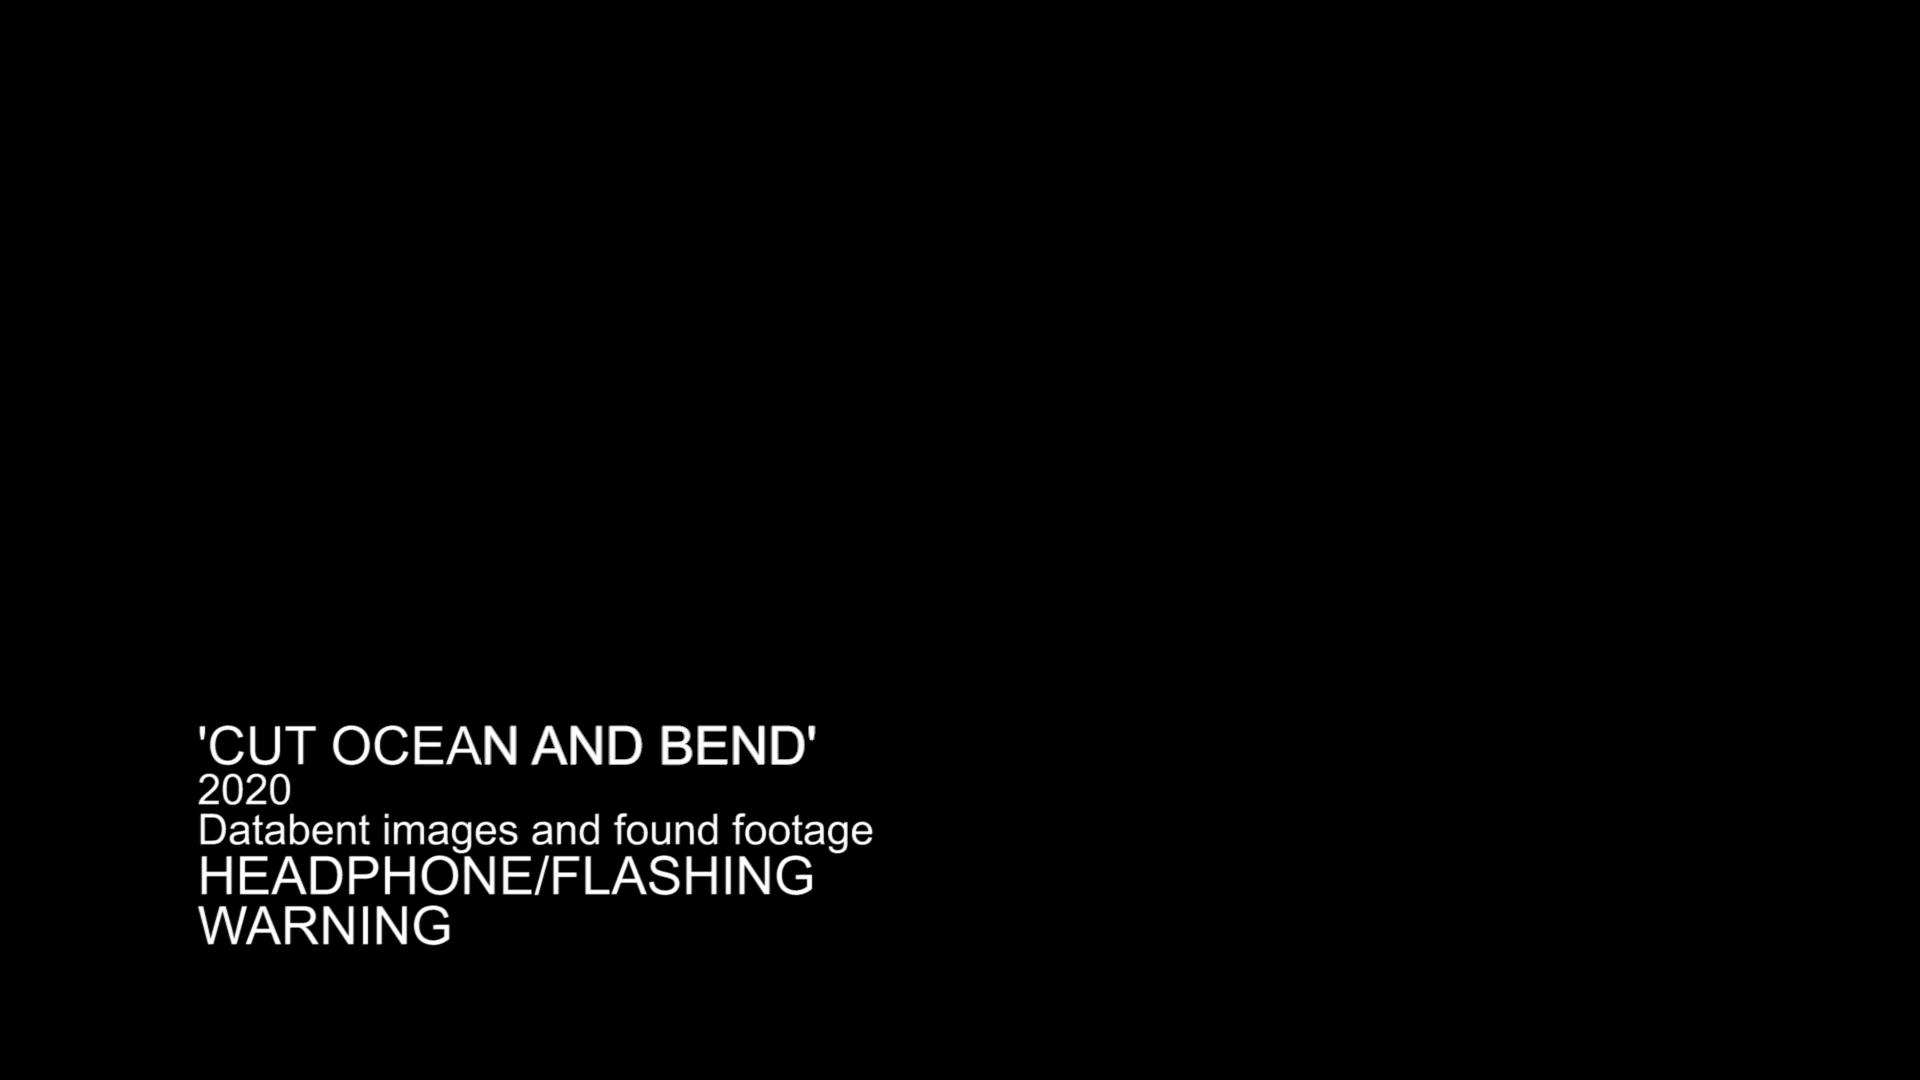 'CUT OCEAN AND BEND'
2020
Databent images and found footage
HEADPHONE/FLASHING
WARNING